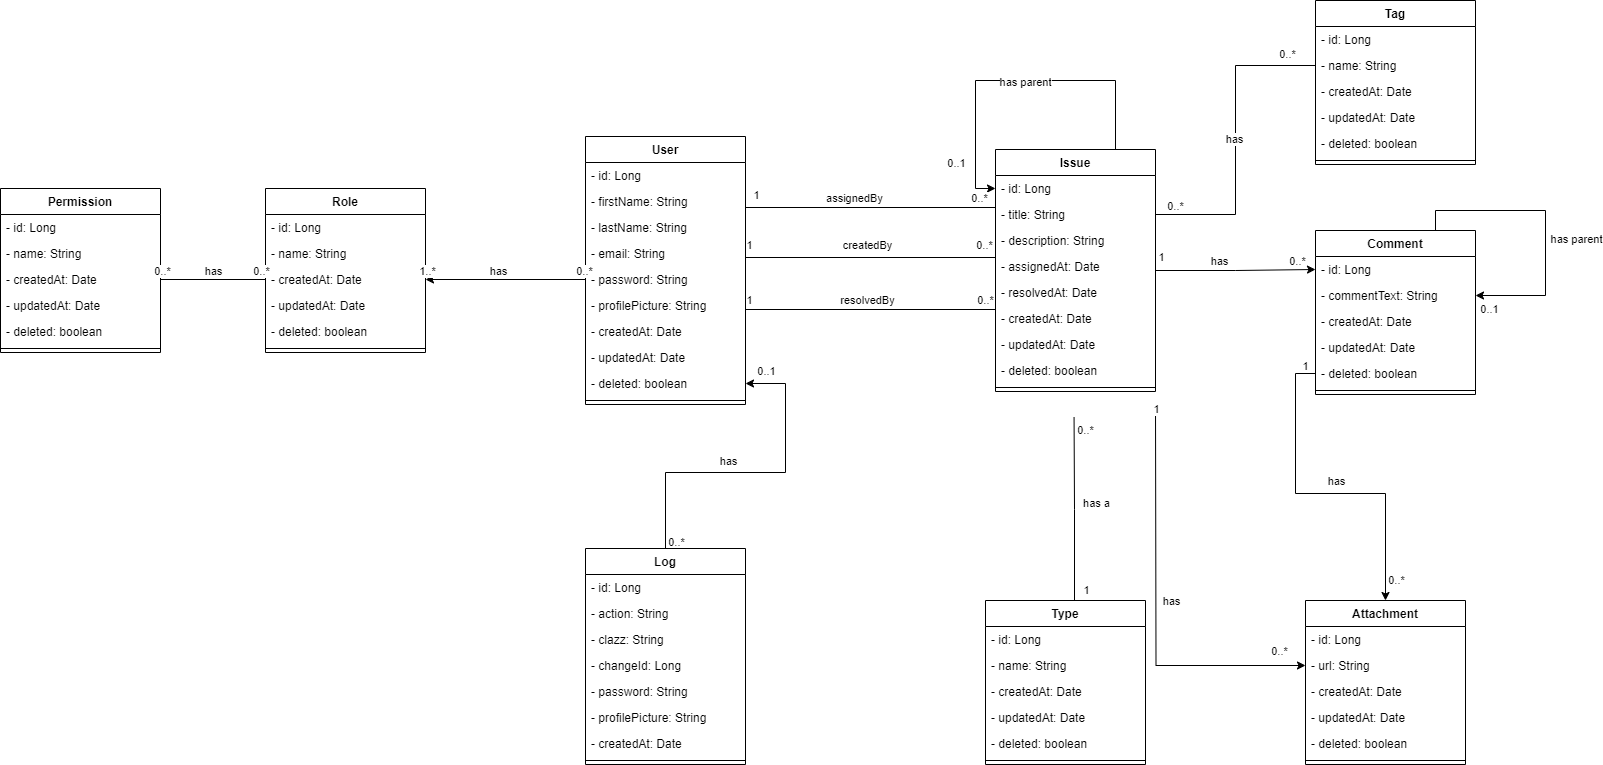 Permission
- id: Long
- name: String
- createdAt: Date
- updatedAt: Date
- deleted: boolean
0..*
has
0..*
Role
- id: Long
- name: String
- createdAt: Date
- updatedAt: Date
- deleted: boolean
1..*
has
0..*
User
- id: Long
- firstName: String
- lastName: String
- email: String
- password: String
- profilePicture: String
- createdAt: Date
- updatedAt: Date
- deleted: boolean
1
assignedBy
0..*
1
createdBy
0..*
1
resolvedBy
0..*
0..1
has
0..*
Log
- id: Long
- action: String
- clazz: String
- changeId: Long
- password: String
- profilePicture: String
- createdAt: Date
has parent
0..1
Issue
- id: Long
- title: String
- description: String
- assignedAt: Date
- resolvedAt: Date
- createdAt: Date
- updatedAt: Date
- deleted: boolean
0..*
has
0..*
Tag
- id: Long
- name: String
- createdAt: Date
- updatedAt: Date
- deleted: boolean
1
has
0..*
Comment
- id: Long
- commentText: String
- createdAt: Date
- updatedAt: Date
- deleted: boolean
has parent
0..1
0..*
has a
1
Type
- id: Long
- name: String
- createdAt: Date
- updatedAt: Date
- deleted: boolean
1
has
0..*
1
has
0..*
Attachment
- id: Long
- url: String
- createdAt: Date
- updatedAt: Date
- deleted: boolean